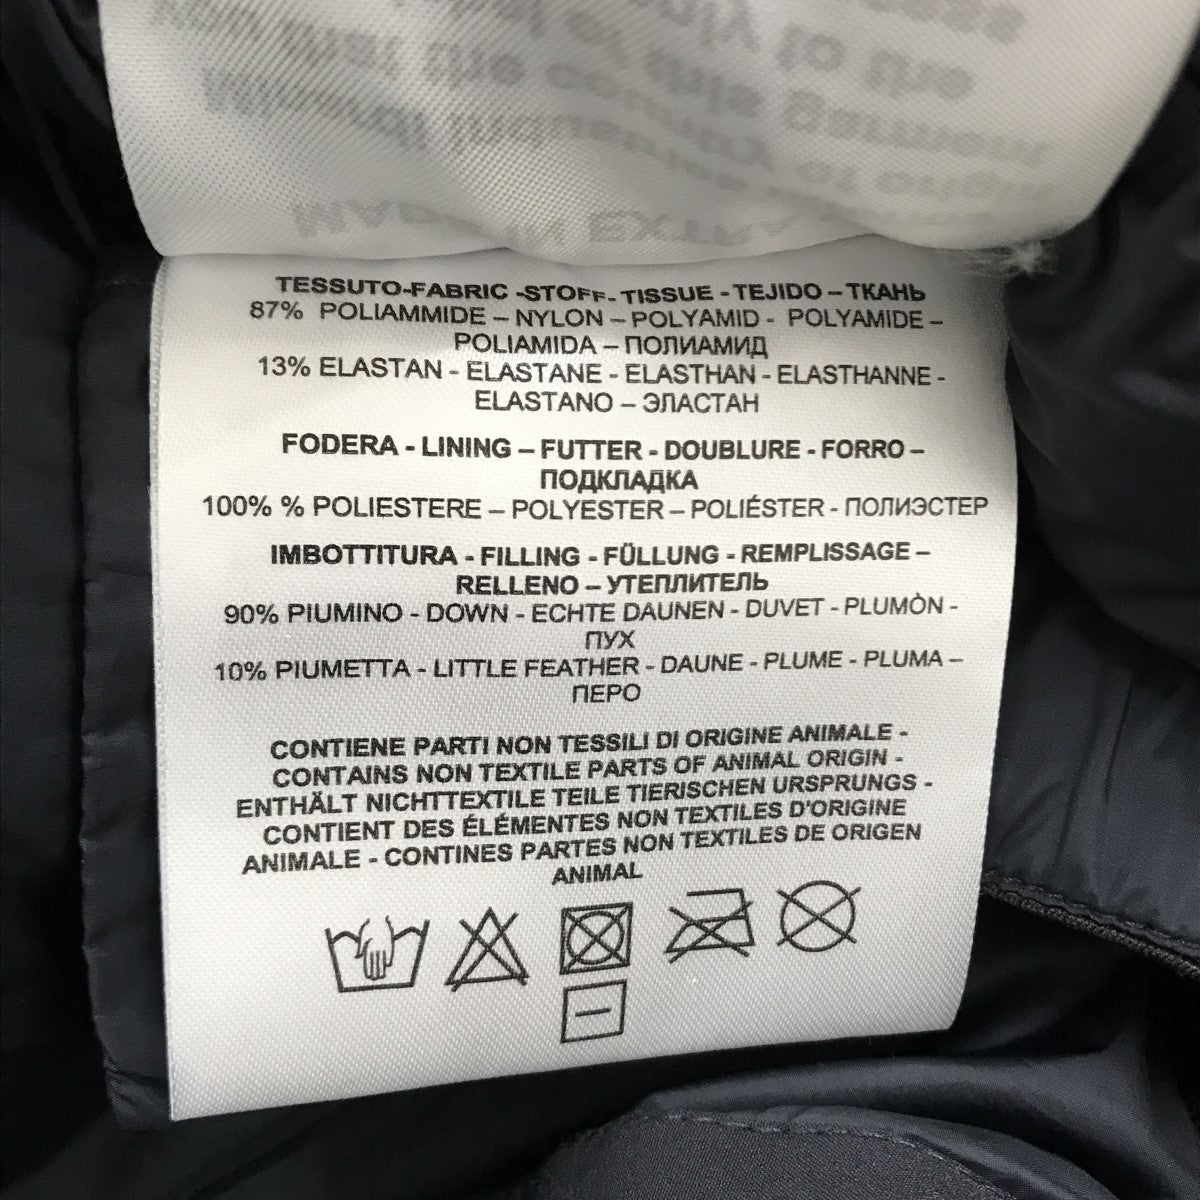 TESSUTO-FABRIC -STOFF- TISSUE - TEJIDO – ТКАНЬ
87% POLIAMMIDE – NYLON – POLYAMID - POLYAMIDE –
POLIAMIDA – ПОЛИАМИД
13% ELASTAN - ELASTANE - ELASTHAN - ELASTHANNE -
ELASTANO – ЭЛАСТАН
FODERA - LINING – FUTTER - DOUBLURE - FORRO –
ПОДКЛАДКА
100% % POLIESTERE – POLYESTER – POLIÉSTER - ПОЛИЭСТЕР
IMBOTTITURA - FILLING - FÜLLUNG - REMPLISSAGE –
RELLENO – УТЕПЛИТЕЛЬ
90% PIUMINO - DOWN - ECHTE DAUNEN - DUVET - PLUMÒN -
ПУХ
10% PIUMETTA - LITTLE FEATHER - DAUNE - PLUME - PLUMA –
ПЕРО
CONTIENE PARTI NON TESSILI DI ORIGINE ANIMALE -
CONTAINS NON TEXTILE PARTS OF ANIMAL ORIGIN -
ENTHÄLT NICHTTEXTILE TEILE TIERISCHEN URSPRUNGS -
CONTIENT DES ÉLÉMENTES NON TEXTILES D'ORIGINE
ANIMALE - CONTINES PARTES NON TEXTILES DE ORIGEN
ANIMAL